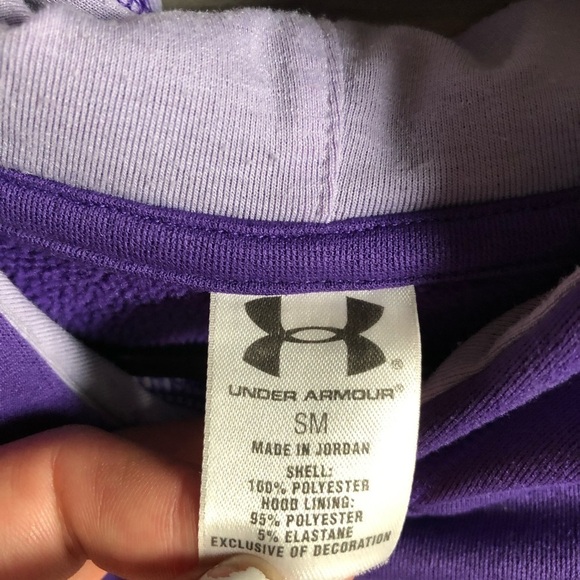 UNDER ARMOUR®
SM
MADE IN JORDAN
SHELL:
100% POLYESTER
HOOD LINING:
95% POLYESTER
5% ELASTANE
EXCLUSIVE OF DECORATION